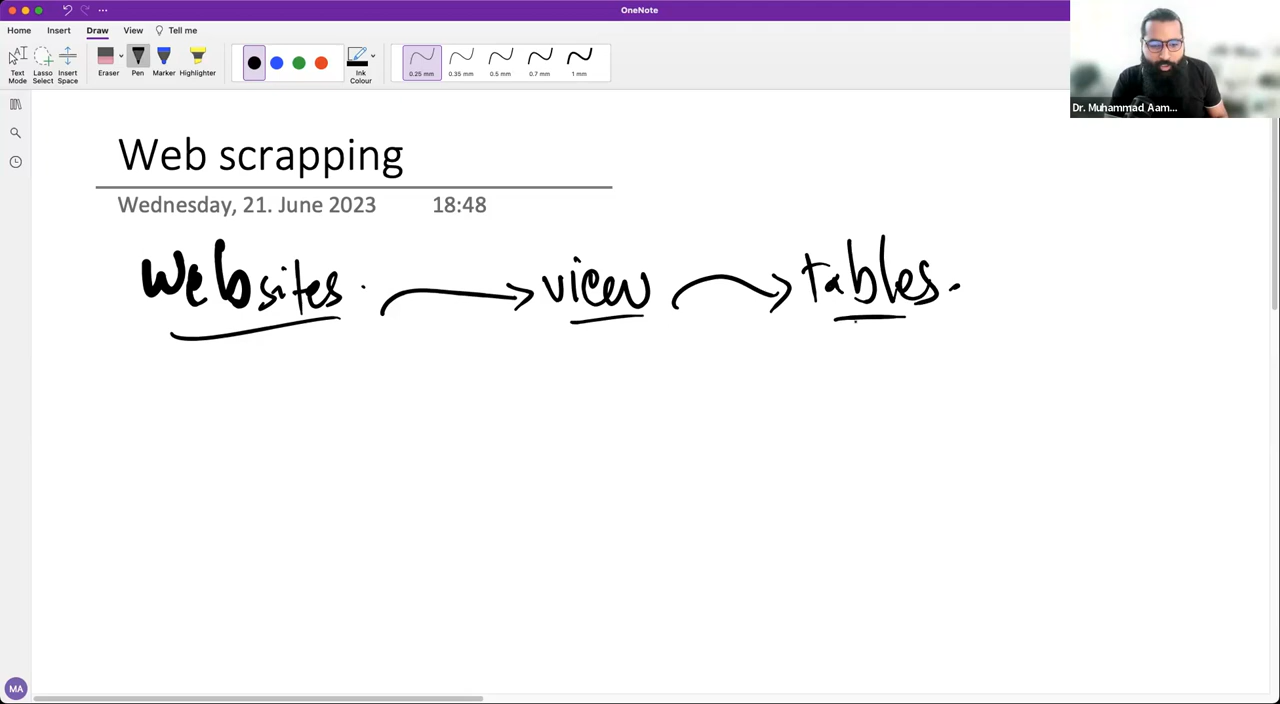 OneNote
Home Insert Draw View Tell me
Text Mode Lasso Select Insert Space Eraser Pen Marker Highlighter Ink Colour 0.25 mm 0.35 mm 0.5 mm 0.7 mm 1 mm
Dr. Muhammad Aam...
Web scrapping
Wednesday, 21. June 2023 18:48
Websites. view tables.
MA